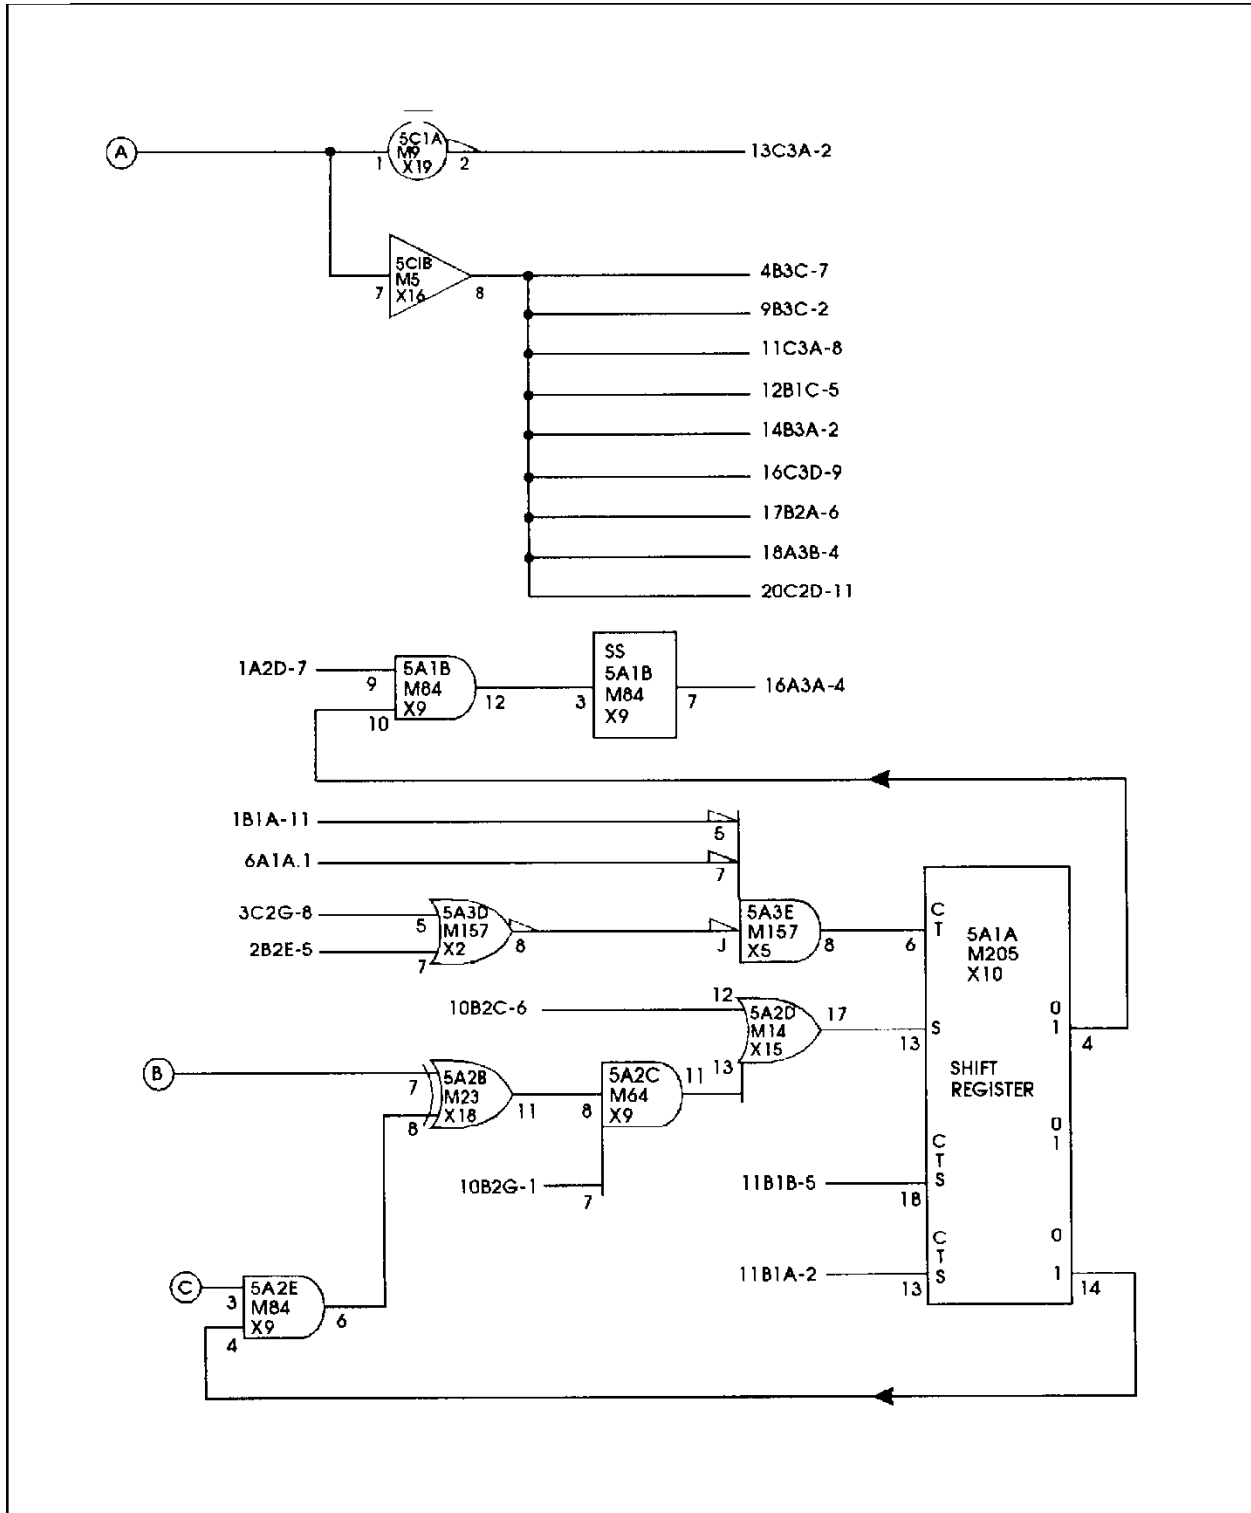 A
5C1A
M9
X19
1
2
13C3A-2
5CIB
M5
X16
7
8
4B3C-7
9B3C-2
11C3A-8
12B1C-5
14B3A-2
16C3D-9
17B2A-6
18A3B-4
20C2D-11
1A2D-7
9
10
5A1B
M84
X9
12
3
SS
5A1B
M84
X9
7
16A3A-4
1B1A-11
5
6A1A.1
7
3C2G-8
5
2B2E-5
7
5A3D
M157
X2
8
J
5A3E
M157
X5
8
6
C
T
5A1A
M205
X10
10B2C-6
12
13
5A2D
M14
X15
17
13
S
0
1
4
SHIFT
REGISTER
B
7
8
5A2B
M23
X18
11
8
5A2C
M64
X9
11
10B2G-1
7
0
1
C
T
S
11B1B-5
18
C
T
S
11B1A-2
13
0
1
14
C
3
4
5A2E
M84
X9
6